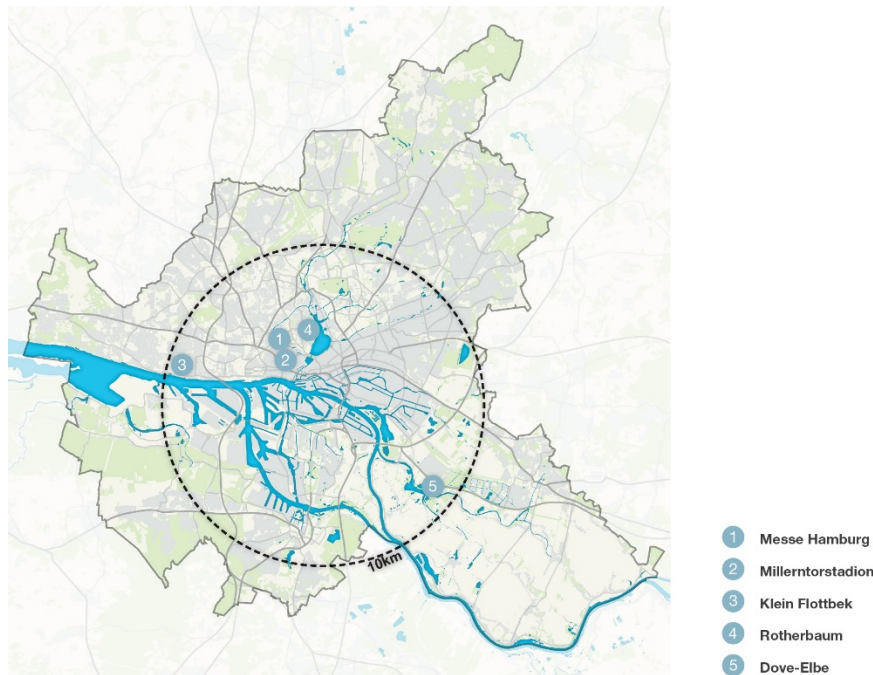 1
4
2
3
5
10km
1 Messe Hamburg
2 Millerntorstadion
3 Klein Flottbek
4 Rotherbaum
5 Dove-Elbe